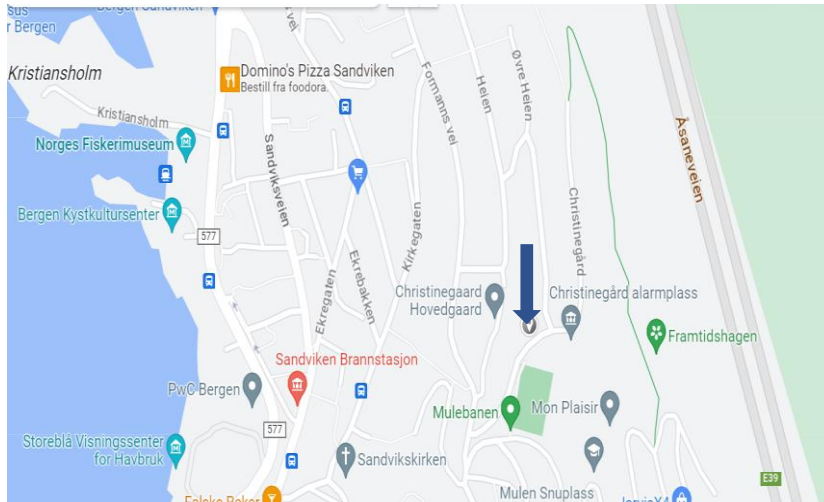 sus
r Bergen
Bergen Sandviken
Kristiansholm
Domino's Pizza Sandviken
Bestill fra foodora.
Kristiansholm
Norges Fiskerimuseum
Bergen Kystkultursenter
577
Sandviksveien
Formanns vei
Heien
Øvre Heien
Åsaneveien
Christinegård
Kirkegaten
Ekrebakken
Ekregaten
Christinegaard
Hovedgaard
Christinegård alarmplass
Framtidshagen
Sandviken Brannstasjon
PwC Bergen
Mulebanen
Mon Plaisir
577
Storeblå Visningssenter
for Havbruk
Sandvikskirken
Mulen Snuplass
E39